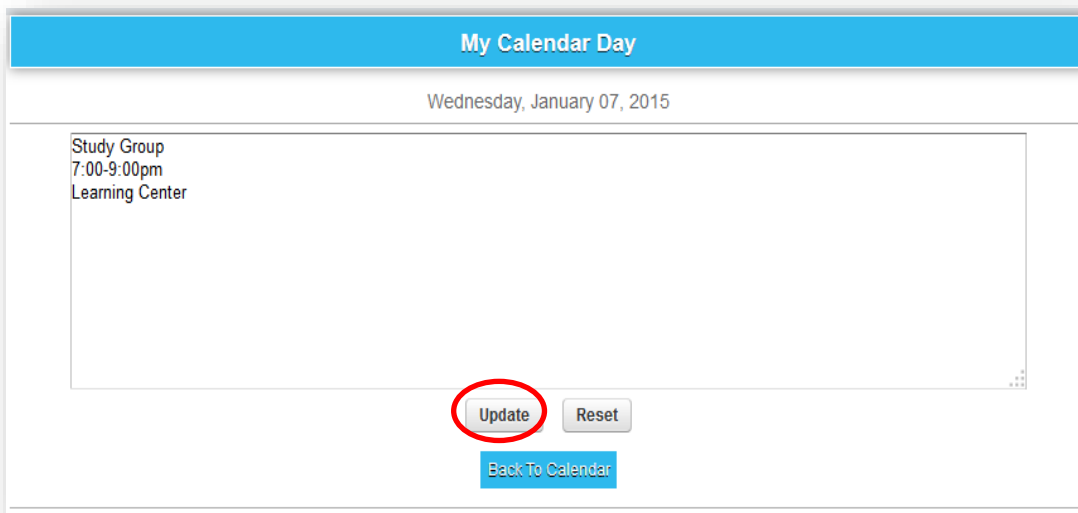 My Calendar Day
Wednesday, January 07, 2015
Study Group
7:00-9:00pm
Learning Center
Update Reset
Back To Calendar